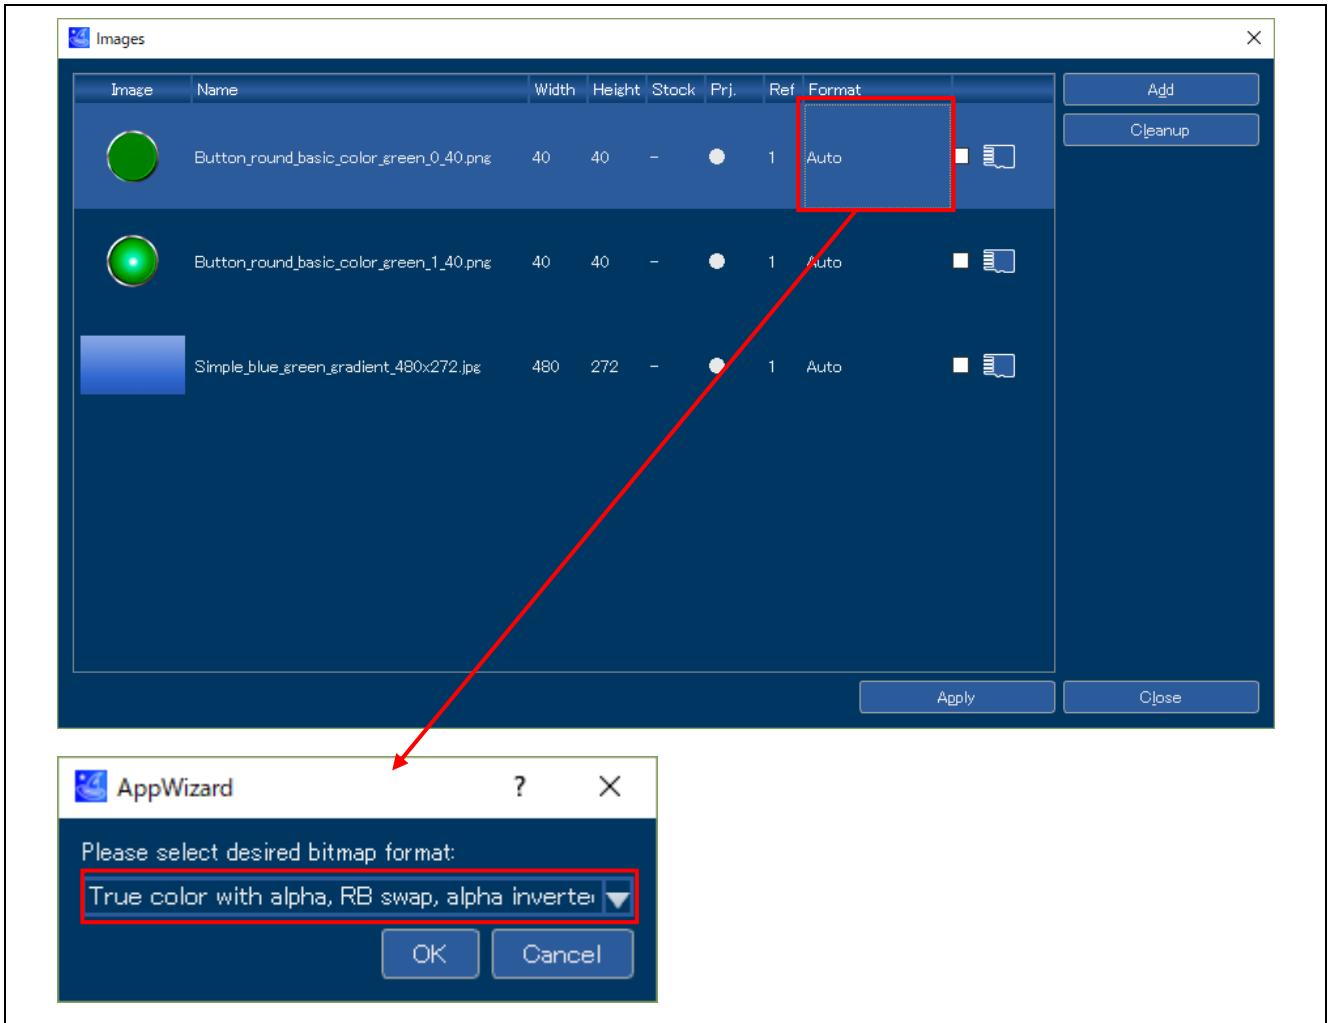 Images
Image Name Width Height Stock Prj. Ref Format
Add
Cleanup
Button_round_basic_color_green_0_40.png 40 40 - 1 Auto
Button_round_basic_color_green_1_40.png 40 40 - 1 Auto
Simple_blue_green_gradient_480x272.jpg 480 272 - 1 Auto
Apply Close
AppWizard ?
Please select desired bitmap format:
True color with alpha, RB swap, alpha inverte
OK Cancel